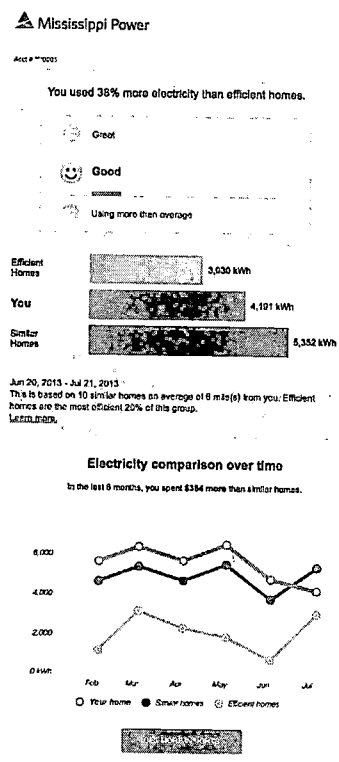 Mississippi Power
You used 38% more electricity than efficient homes.
Great
Good
Using more than average
Efficient
Homes
3,030 kWh
You
4,191 kWh
Similar
Homes
5,352 kWh
Jun 20, 2013 - Jul 21, 2013
This is based on 10 similar homes an average of 6 mile(s) from you. Efficient
homes are the most efficient 20% of this group.
Learn more.
Electricity comparison over time
In the last 6 months, you spent $384 more than similar homes.
6,000
4,000
2,000
0 kWh
Feb Mar Apr May Jun Jul
Your home Similar homes Efficient homes